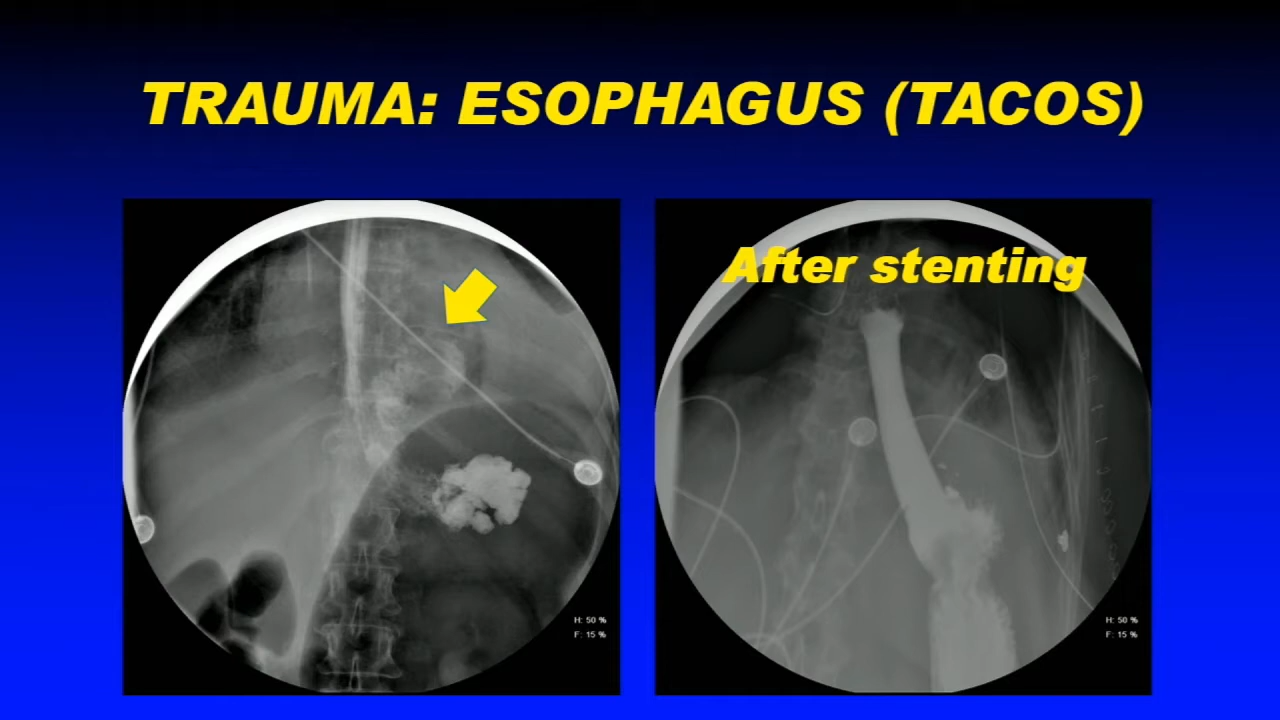 TRAUMA: ESOPHAGUS (TACOS)
After stenting
H: 50 %
F: 15 %
H: 50 %
F: 15 %